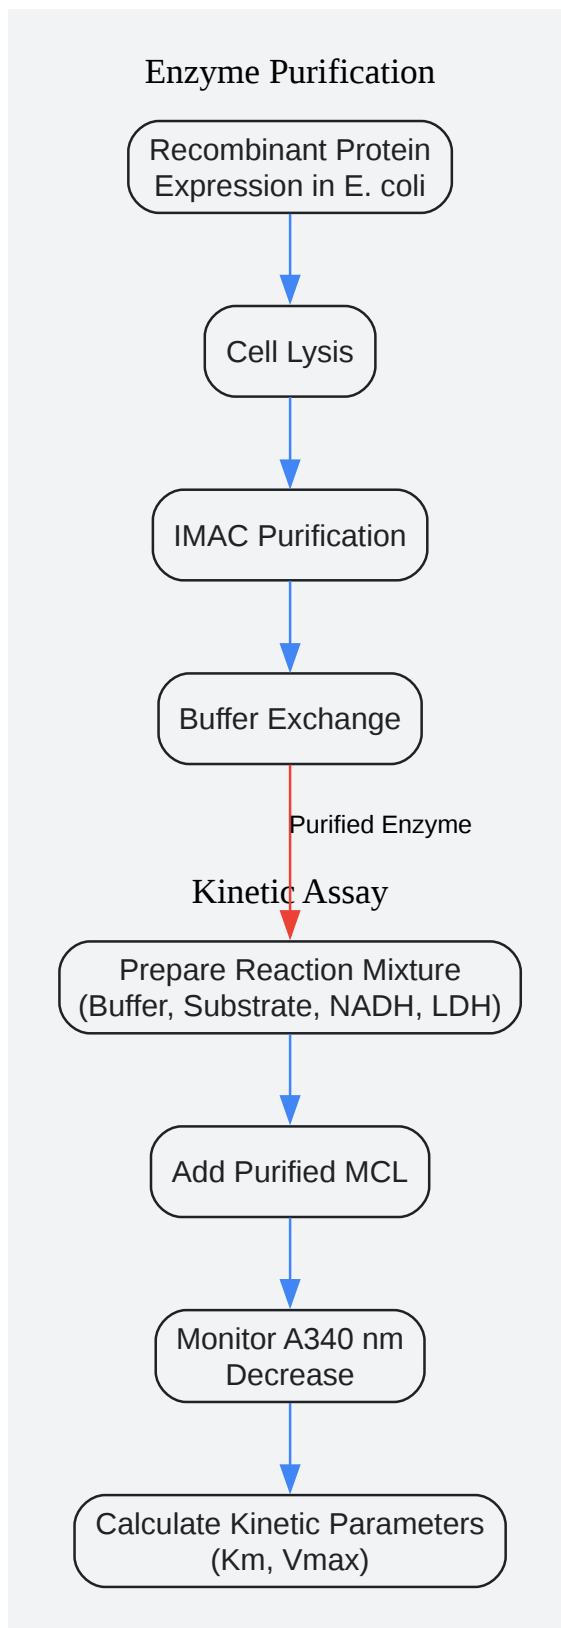 Enzyme Purification
Recombinant Protein
Expression in E. coli
Cell Lysis
IMAC Purification
Buffer Exchange
Purified Enzyme
Kinetic Assay
Prepare Reaction Mixture
(Buffer, Substrate, NADH, LDH)
Add Purified MCL
Monitor A340 nm
Decrease
Calculate Kinetic Parameters
(Km, Vmax)